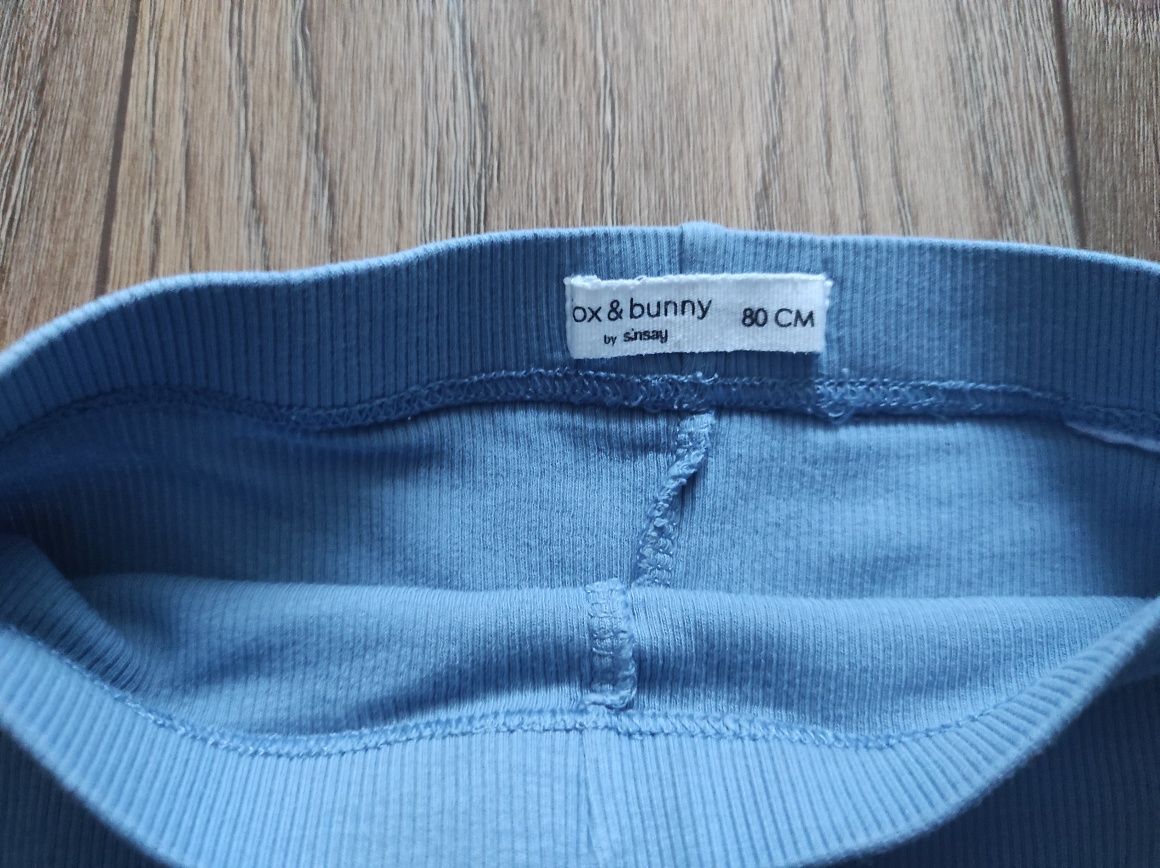 ox & bunny
by sinsay
80 CM